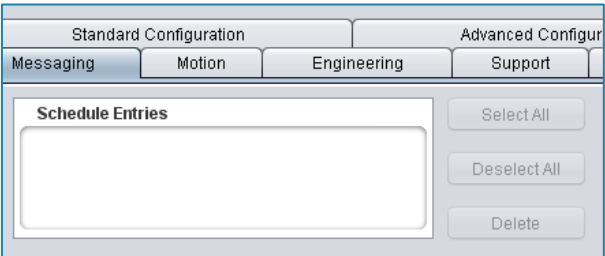 Standard Configuration Advanced Configur
Messaging Motion Engineering Support
Schedule Entries Select All
Deselect All
Delete